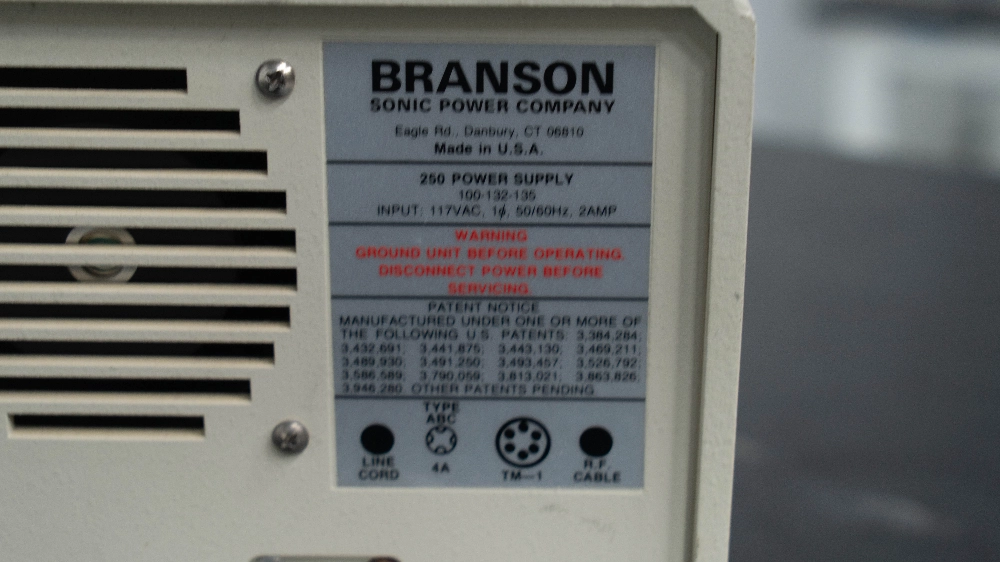 BRANSON
SONIC POWER COMPANY
Eagle Rd., Danbury, CT 06810
Made in U.S.A.
250 POWER SUPPLY
100-132-135
INPUT: 117VAC, 1ϕ, 50/60Hz, 2AMP
WARNING
GROUND UNIT BEFORE OPERATING.
DISCONNECT POWER BEFORE
SERVICING.
PATENT NOTICE
MANUFACTURED UNDER ONE OR MORE OF
THE FOLLOWING U.S. PATENTS: 3,384,284;
3,432,691; 3,441,875; 3,443,130; 3,469,211;
3,489,930; 3,491,250; 3,493,457; 3,526,792;
3,586,589; 3,790,059; 3,813,021; 3,863,826;
3,946,280. OTHER PATENTS PENDING.
TYPE
ABC
LINE
CORD
4A
TM—1
R.F.
CABLE